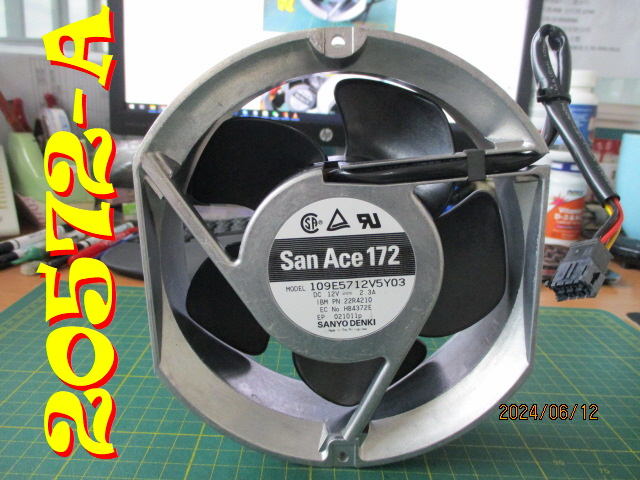 20572-A
San Ace 172
MODEL 109E5712V5Y03
DC 12V 2.3A
IBM PN 22R4210
EC No H84372E
EP 021011p
SANYO DENKI
2024/06/12